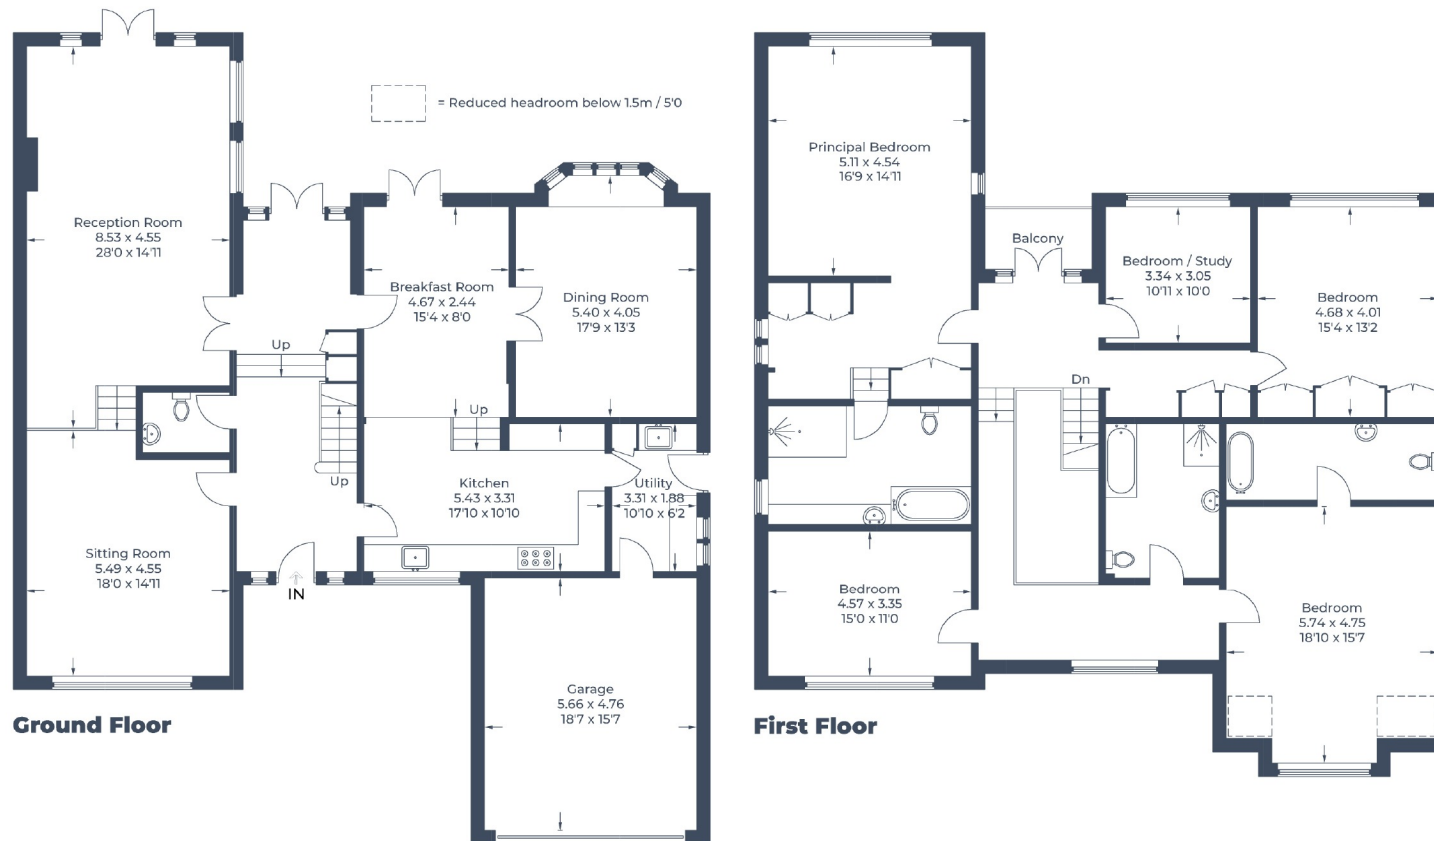 = Reduced headroom below 1.5m / 5'0
Reception Room
8.53 x 4.55
28'0 x 14'11
Breakfast Room
4.67 x 2.44
15'4 x 8'0
Dining Room
5.40 x 4.05
17'9 x 13'3
Up
Up
Up
Kitchen
5.43 x 3.31
17'10 x 10'10
Utility
3.31 x 1.88
10'10 x 6'2
Sitting Room
5.49 x 4.55
18'0 x 14'11
IN
Garage
5.66 x 4.76
18'7 x 15'7
Ground Floor
Principal Bedroom
5.11 x 4.54
16'9 x 14'11
Balcony
Bedroom / Study
3.34 x 3.05
10'11 x 10'0
Bedroom
4.68 x 4.01
15'4 x 13'2
Dn
Bedroom
4.57 x 3.35
15'0 x 11'0
Bedroom
5.74 x 4.75
18'10 x 15'7
First Floor